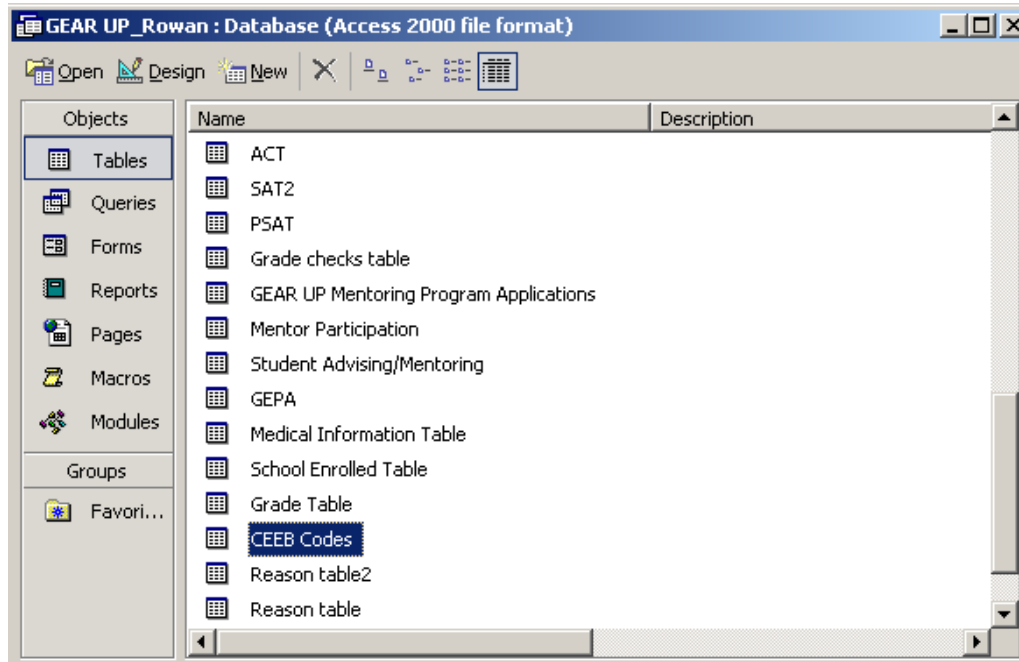 GEAR UP_Rowan : Database (Access 2000 file format)
Open Design New
Objects
Tables
Queries
Forms
Reports
Pages
Macros
Modules
Groups
Favori...
Name Description
ACT
SAT2
PSAT
Grade checks table
GEAR UP Mentoring Program Applications
Mentor Participation
Student Advising/Mentoring
GEPA
Medical Information Table
School Enrolled Table
Grade Table
CEEB Codes
Reason table2
Reason table